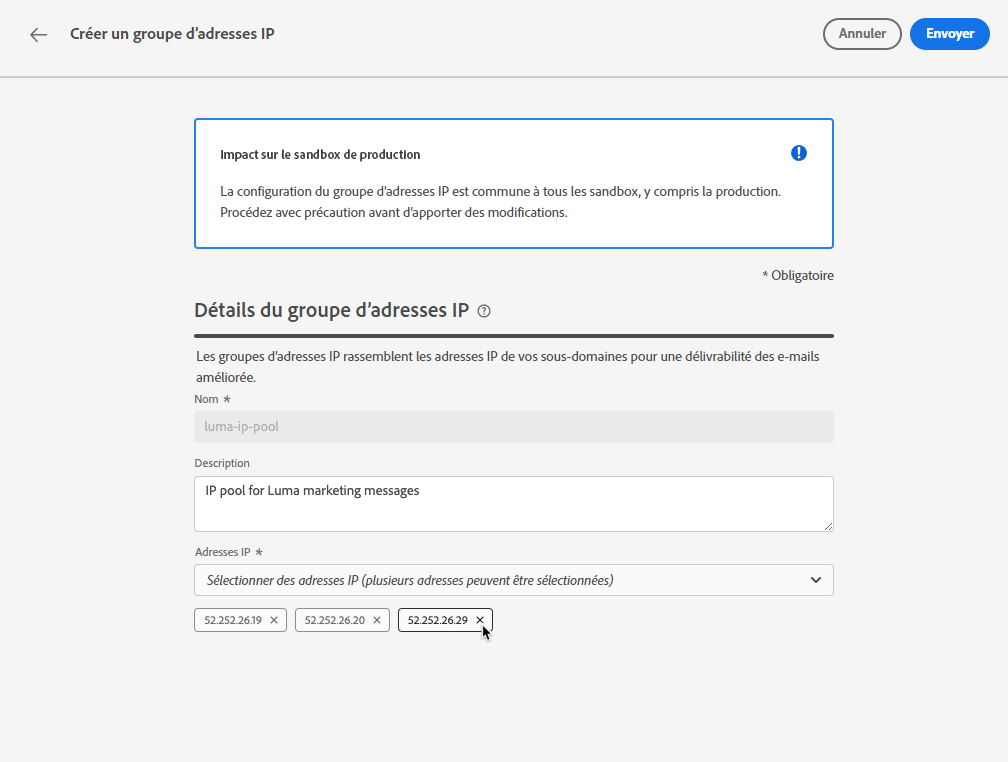 Créer un groupe d’adresses IP
Annuler
Envoyer
Impact sur le sandbox de production
La configuration du groupe d’adresses IP est commune à tous les sandbox, y compris la production.
Procédez avec précaution avant d’apporter des modifications.
* Obligatoire
Détails du groupe d’adresses IP
Les groupes d’adresses IP rassemblent les adresses IP de vos sous-domaines pour une délivrabilité des e-mails
améliorée.
Nom *
luma-ip-pool
Description
IP pool for Luma marketing messages
Adresses IP *
Sélectionner des adresses IP (plusieurs adresses peuvent être sélectionnées)
52.252.26.19
52.252.26.20
52.252.26.29